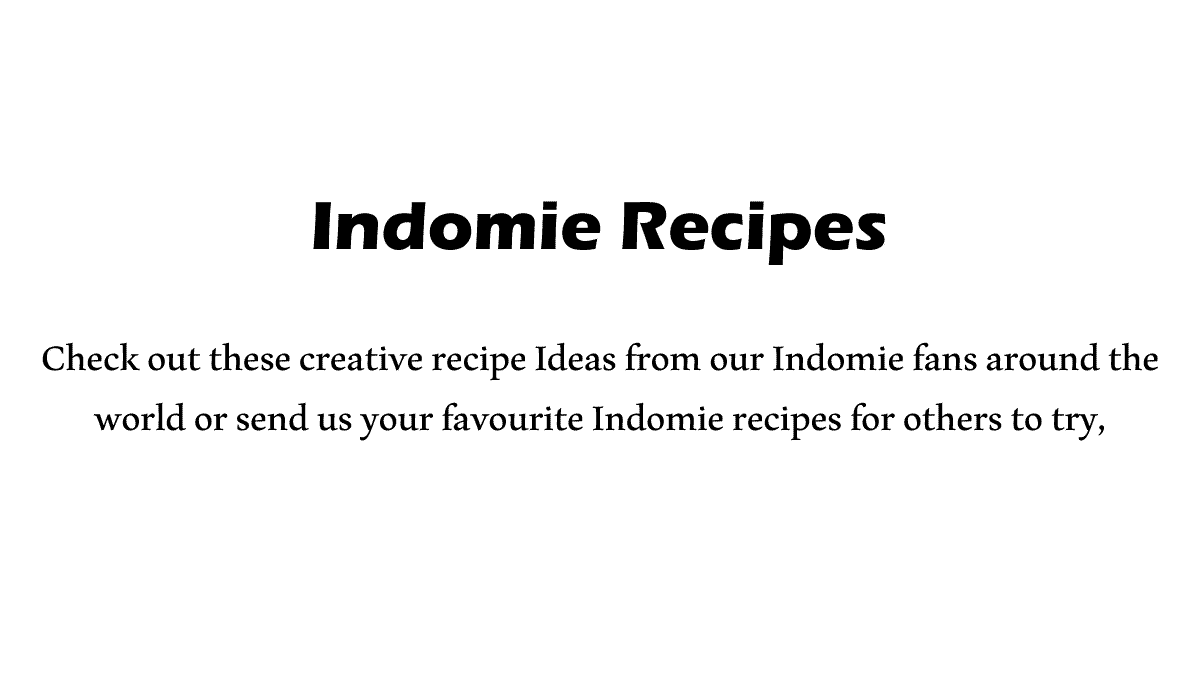 Indomie Recipes
Check out these creative recipe Ideas from our Indomie fans around the
world or send us your favourite Indomie recipes for others to try,